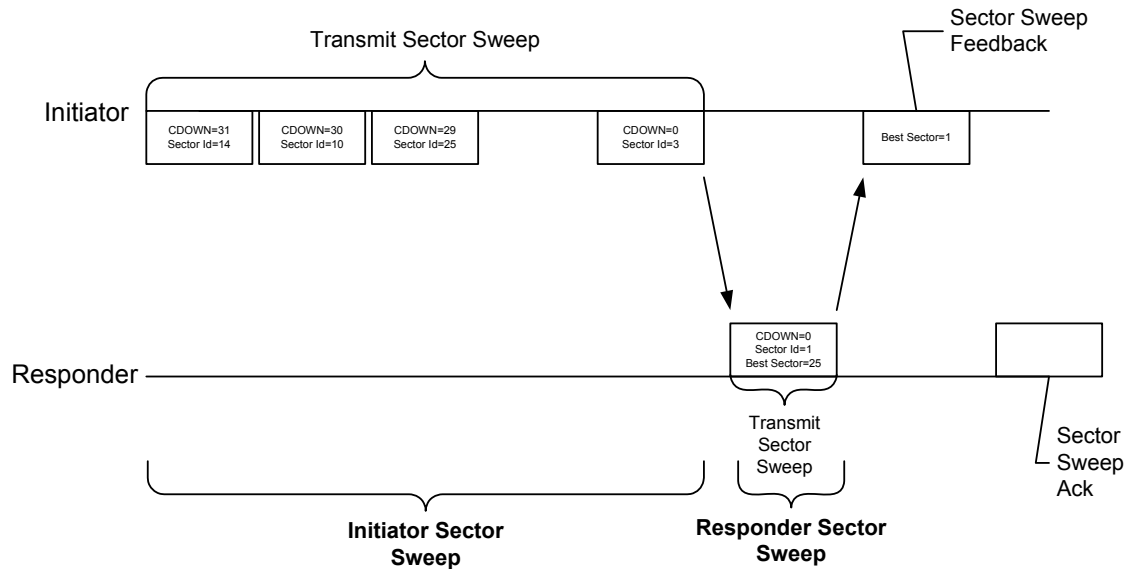 Sector Sweep
Feedback
Transmit Sector Sweep
Initiator
CDOWN=31
Sector Id=14
CDOWN=30
Sector Id=10
CDOWN=29
Sector Id=25
CDOWN=0
Sector Id=3
Best Sector=1
CDOWN=0
Sector Id=1
Best Sector=25
Responder
Transmit
Sector
Sweep
Sector
Sweep
Ack
Initiator Sector
Sweep
Responder Sector
Sweep